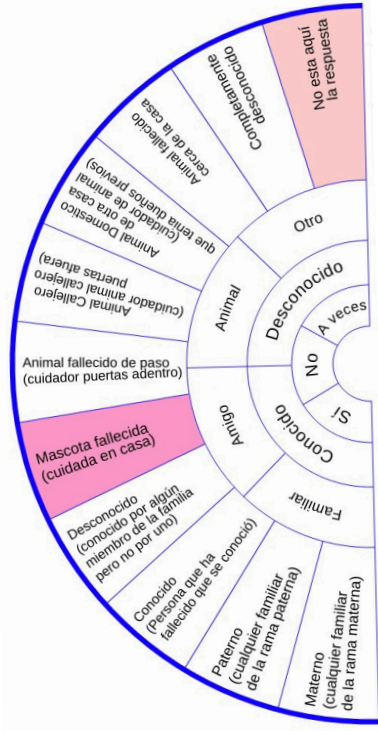 No esta aquí
la respuesta
Completamente
desconocido
Animal fallecido
cerca de la casa
Animal Domestico
de otra casa
(cuidador de animal
que tenia dueños previos)
Animal Callejero
(cuidador animal callejero
puertas afuera)
Animal fallecido de paso
(cuidador puertas adentro)
Mascota fallecida
(cuidada en casa)
Desconocido
(conocido por algún
miembro de la familia
pero no por uno)
Conocido
(Persona que ha
fallecido que se conoció)
Paterno
(cualquier familiar
de la rama paterna)
Materno
(cualquier familiar
de la rama materna)
Otro
Animal
Amigo
Familiar
Desconocido
Conocido
A veces
No
Sí